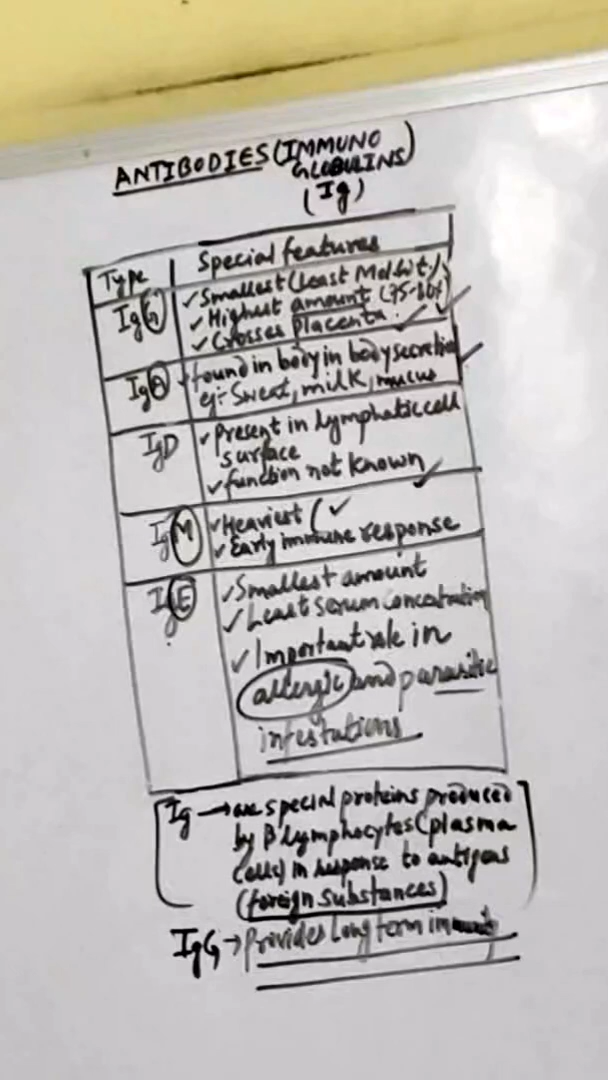 ANTIBODIES (IMMUNO
GLOBULINS)
(Ig)
Type Special features
IgG ✓ Smallest (Least Mol.wt.)
✓ Highest amount (75-80%)
✓ Crosses Placenta.
IgA found in body in body secretion
eg:- Sweat, milk, mucus
IgD ✓ Present in lymphatic cell
surface
✓ function not known
IgM ✓ Heaviest ✓
✓ Early immune response
IgE ✓ Smallest amount
✓ Least serum concentration
✓ Important role in
allergic and parasitic
infestations
Ig → are special proteins produced
by B lymphocytes (plasma
cells) in response to antigens
(foreign substances)
IgG → Provides Long term immunity